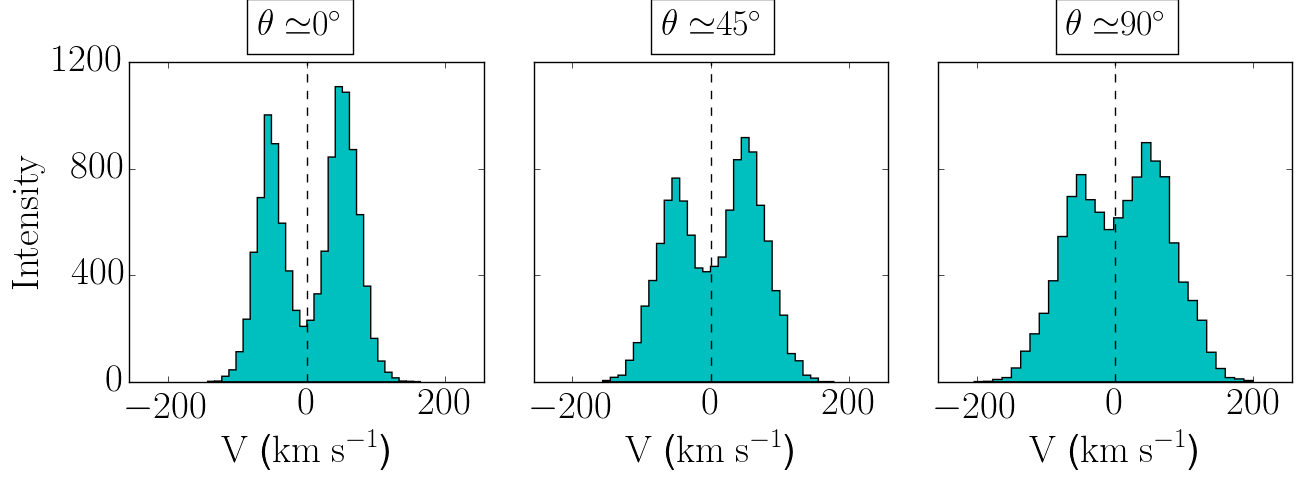 θ ≃0° θ ≃45° θ ≃90°
1200
800
400
0
Intensity
−200 0 200 −200 0 200 −200 0 200
V (km s⁻¹) V (km s⁻¹) V (km s⁻¹)